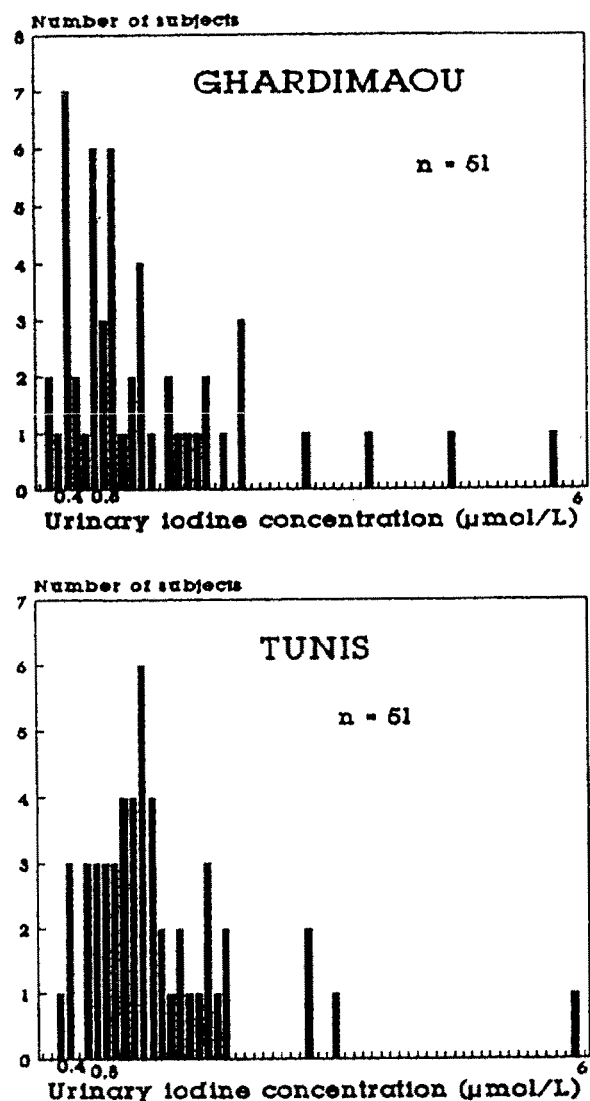 Number of subjects
8
GHARDIMAOU
7
6
n = 51
5
4
3
2
1
0
0.4 0.8 6
Urinary iodine concentration (µmol/L)
Number of subjects
7
TUNIS
6
n = 51
5
4
3
2
1
0
0.4 0.8 6
Urinary iodine concentration (µmol/L)